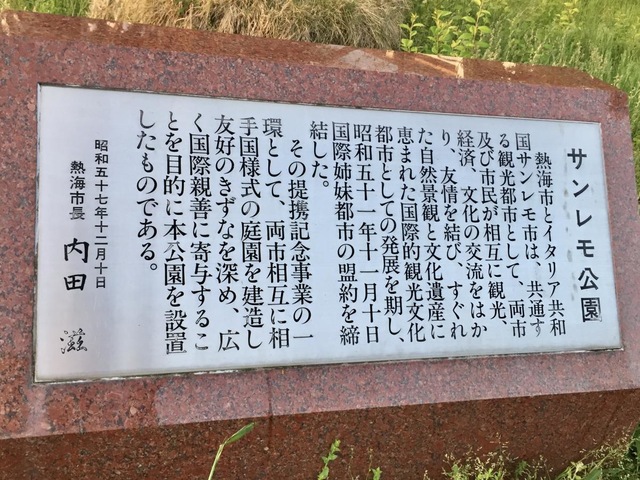 サンレモ公園
熱海市とイタリア共和
国サンレモ市は、共通す
る観光都市として、両市
及び市民が相互に観光、
経済、文化の交流をはか
り、友情を結び、すぐれ
た自然景観と文化遺産に
恵まれた国際的観光文化
都市としての発展を期し、
昭和五十一年十一月十日
国際姉妹都市の盟約を締
結した。
その提携記念事業の一
環として、両市相互に相
手国様式の庭園を建造し
友好のきずなを深め、広
く国際親善に寄与するこ
とを目的に本公園を設置
したものである。
昭和五十七年十二月十日
熱海市長 内田 滋